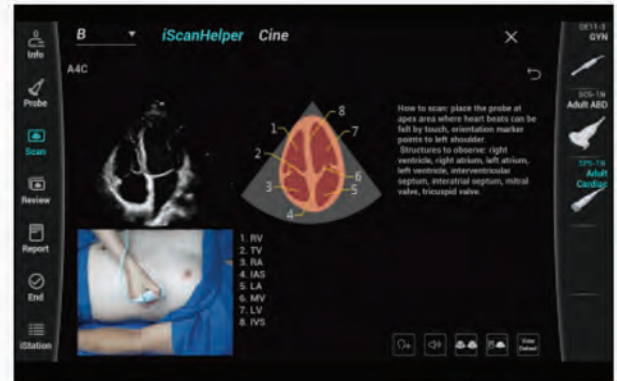 Info
Probe
Scan
Review
Report
End
iStation
B
iScanHelper Cine
A4C
1
2
3
4
5
6
7
8
1. RV
2. TV
3. RA
4. IAS
5. LA
6. MV
7. LV
8. IVS
How to scan: place the probe at
apex area where heart beats can be
felt by touch, orientation marker
points to left shoulder.
Structures to observe: right
ventricle, right atrium, left atrium,
left ventricle, interventricular
septum, interatrial septum, mitral
valve, tricuspid valve.
GYN
Adult ABD
Adult
Cardiac